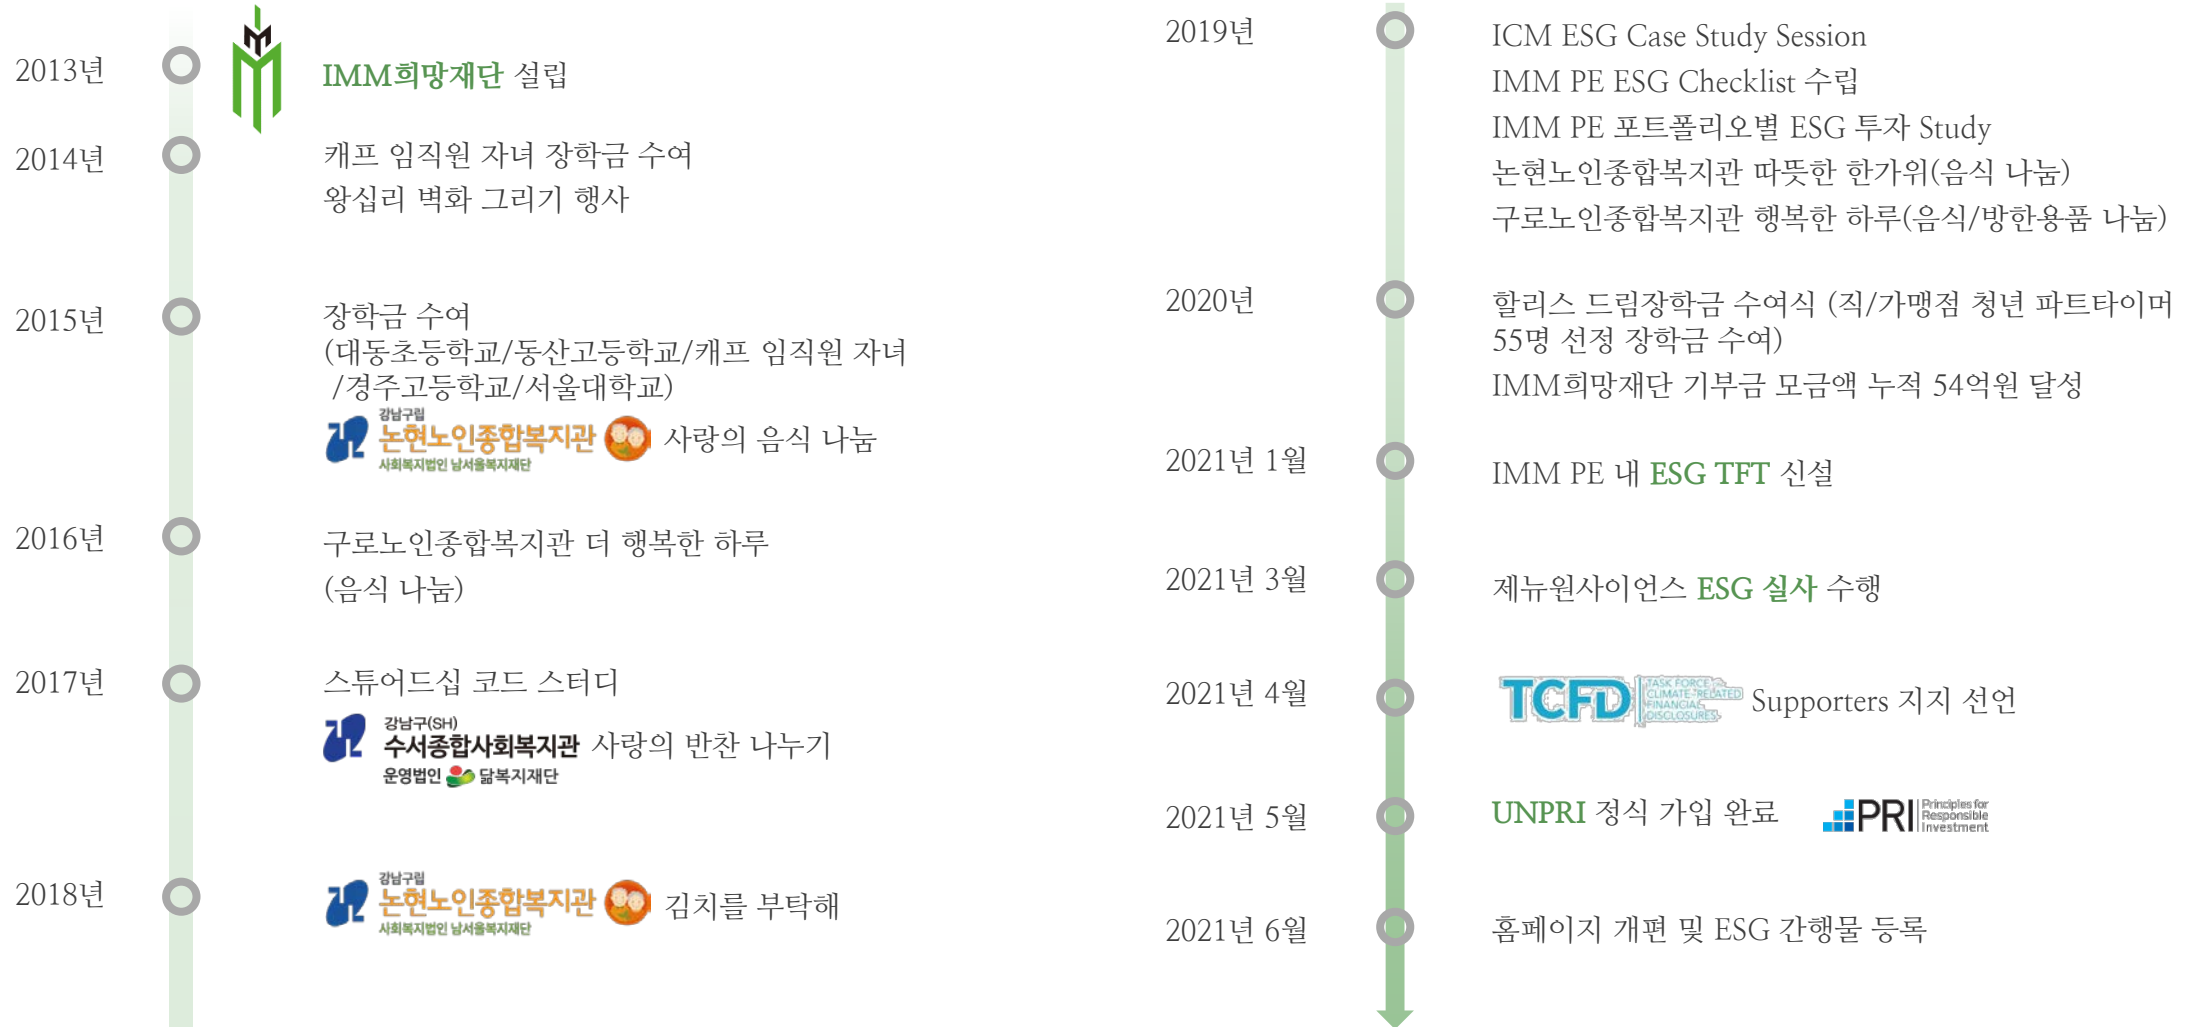 2013년
IMM희망재단 설립
2014년
캐프 임직원 자녀 장학금 수여
왕십리 벽화 그리기 행사
2015년
장학금 수여
(대동초등학교/동산고등학교/캐프 임직원 자녀
/경주고등학교/서울대학교)
강남구립
논현노인종합복지관 사랑의 음식 나눔
사회복지법인 남서울복지재단
2016년
구로노인종합복지관 더 행복한 하루
(음식 나눔)
2017년
스튜어드십 코드 스터디
강남구(SH)
수서종합사회복지관 사랑의 반찬 나누기
운영법인 닮복지재단
2018년
강남구립
논현노인종합복지관 김치를 부탁해
사회복지법인 남서울복지재단
2019년
ICM ESG Case Study Session
IMM PE ESG Checklist 수립
IMM PE 포트폴리오별 ESG 투자 Study
논현노인종합복지관 따뜻한 한가위(음식 나눔)
구로노인종합복지관 행복한 하루(음식/방한용품 나눔)
2020년
할리스 드림장학금 수여식 (직/가맹점 청년 파트타이머
55명 선정 장학금 수여)
IMM희망재단 기부금 모금액 누적 54억원 달성
2021년 1월
IMM PE 내 ESG TFT 신설
2021년 3월
제뉴원사이언스 ESG 실사 수행
2021년 4월
TCFD
TASK FORCE
CLIMATE-RELATED
FINANCIAL
DISCLOSURES
Supporters 지지 선언
2021년 5월
UNPRI 정식 가입 완료
PRI
Principles for
Responsible
Investment
2021년 6월
홈페이지 개편 및 ESG 간행물 등록